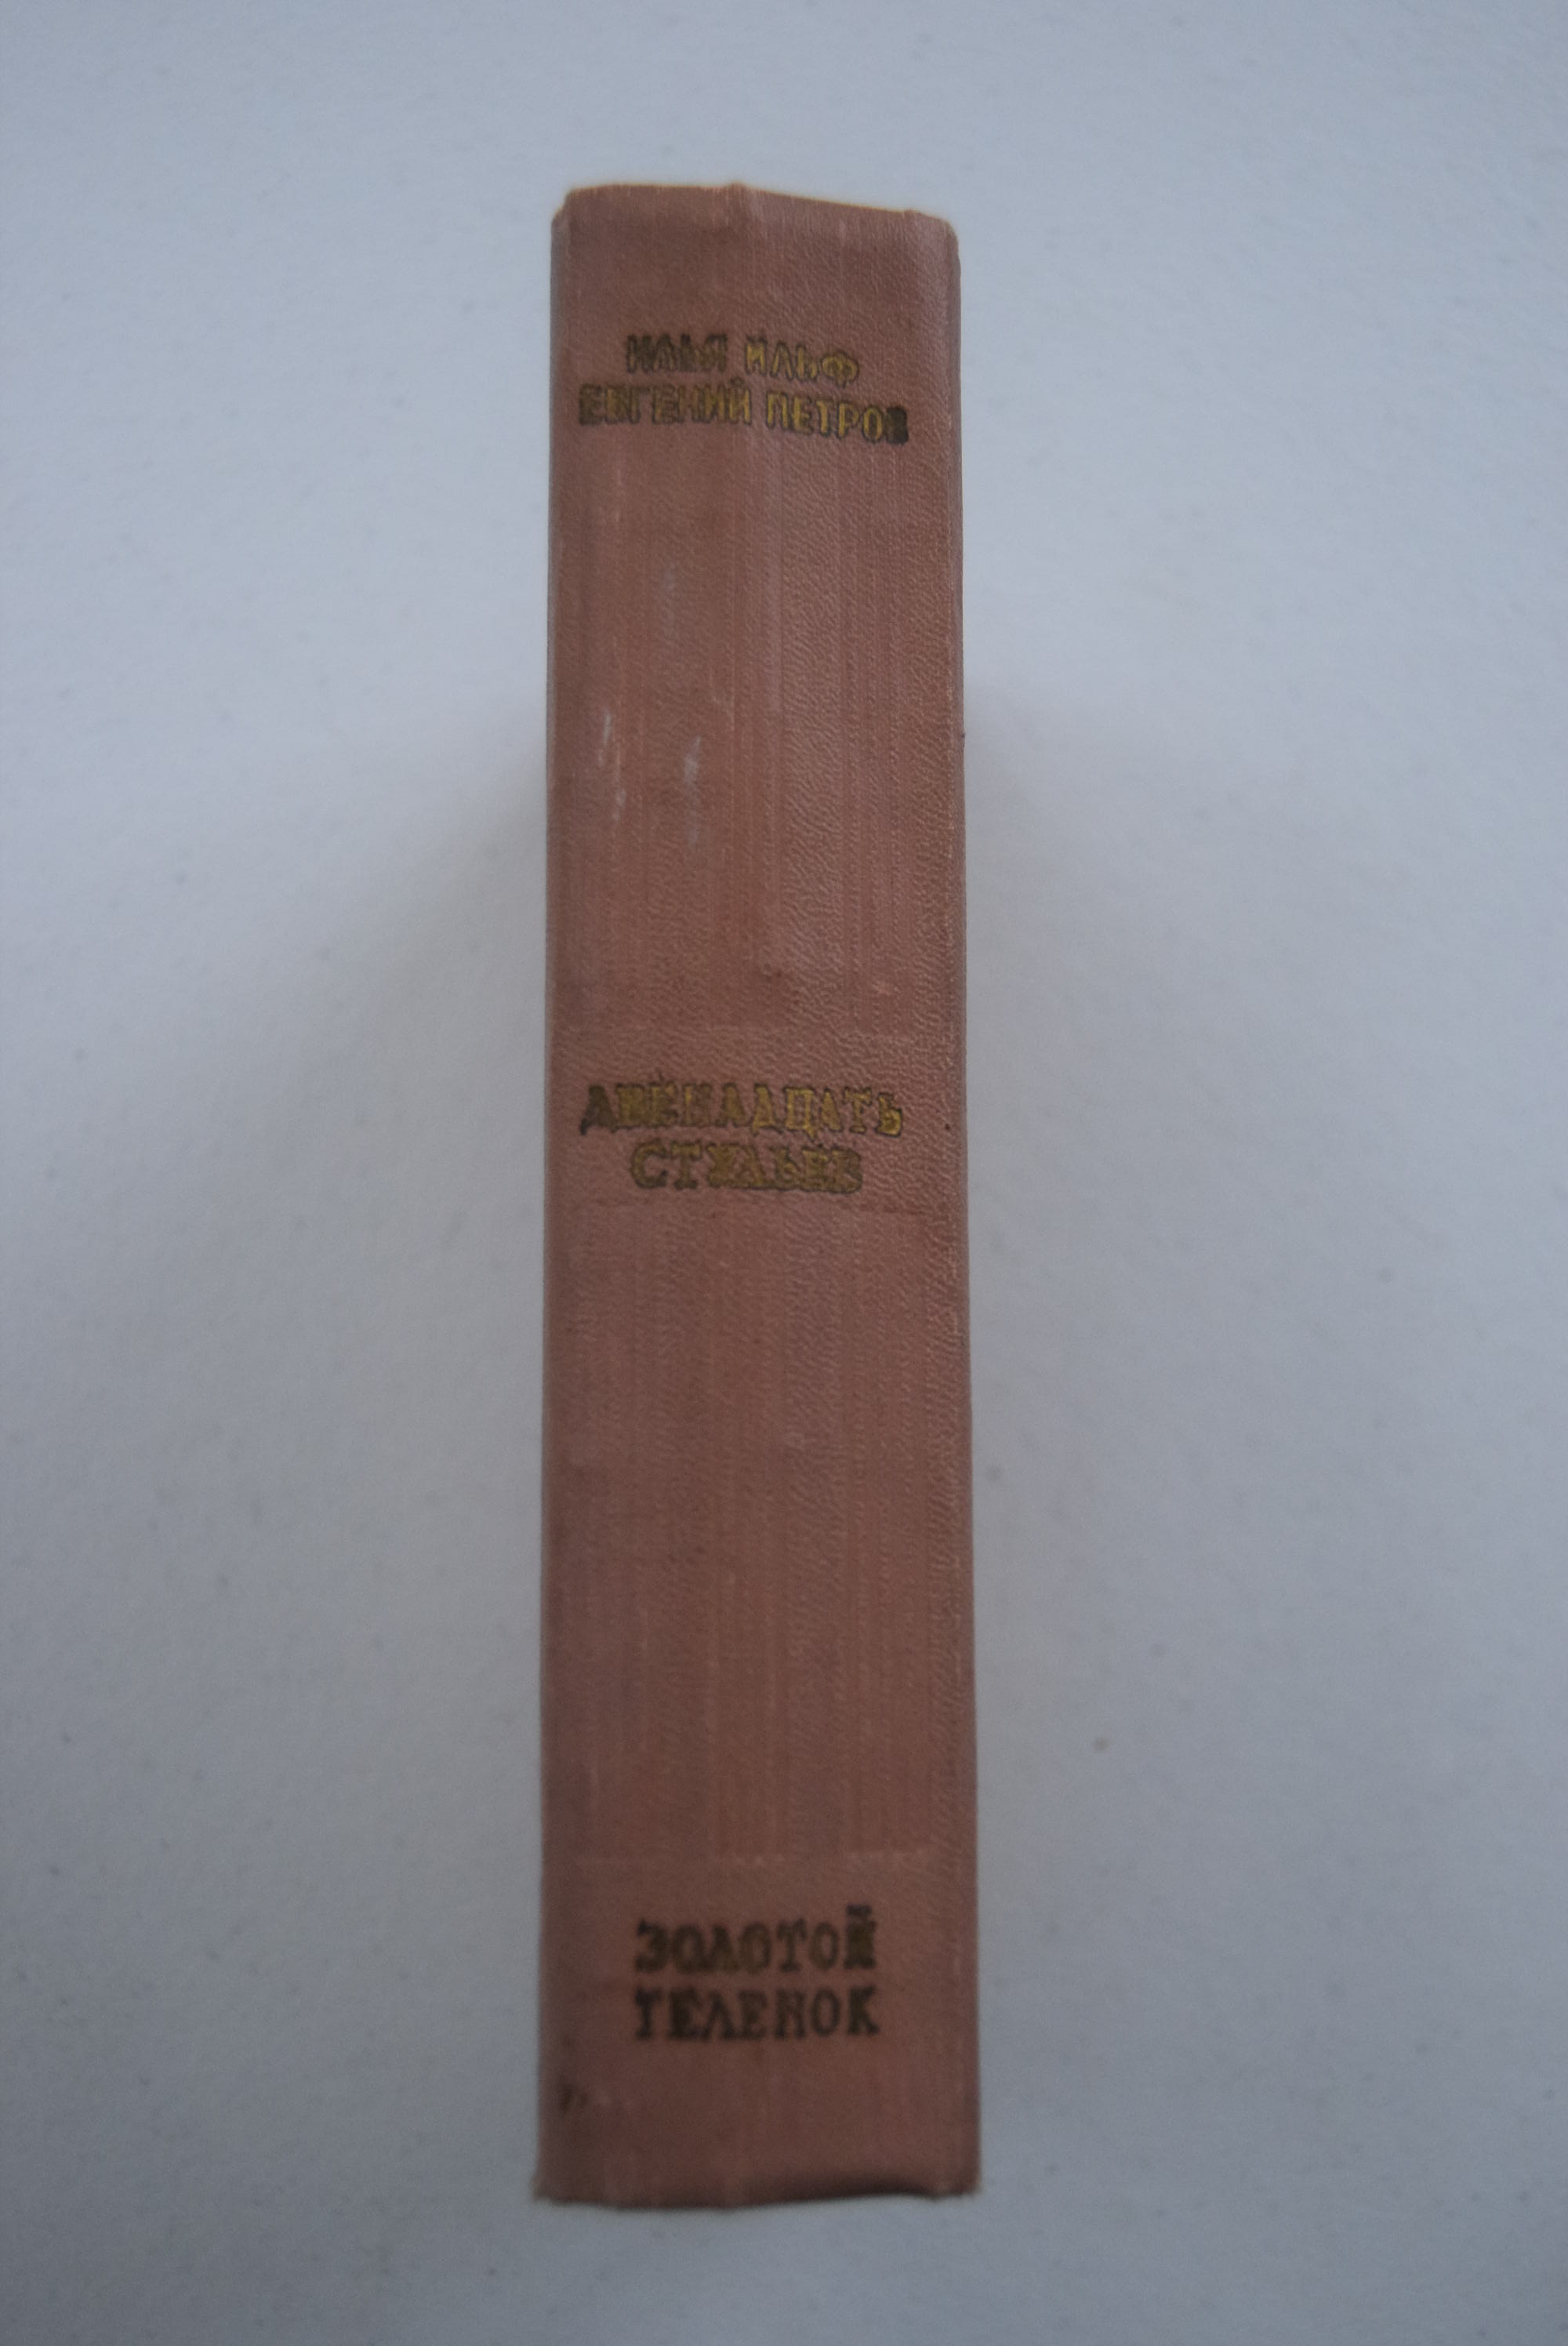 ИЛЬЯ ИЛЬФ
ЕВГЕНИЙ ПЕТРОВ
ДВЕНАДЦАТЬ
СТУЛЬЕВ
ЗОЛОТОЙ
ТЕЛЕНОК